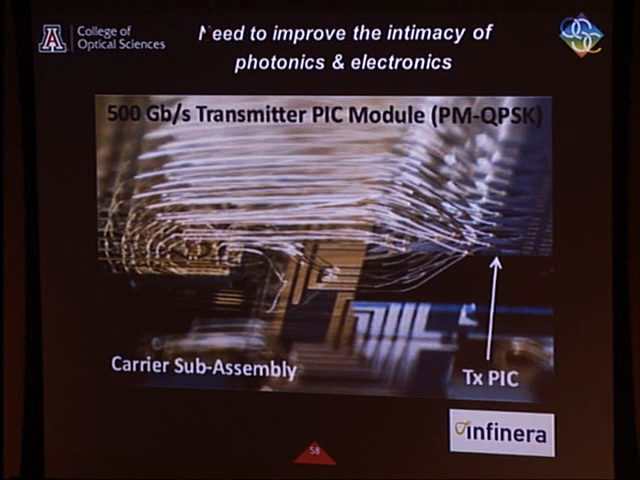 A
College of
Optical Sciences
Need to improve the intimacy of
photonics & electronics
500 Gb/s Transmitter PIC Module (PM-QPSK)
Carrier Sub-Assembly
Tx PIC
infinera
58